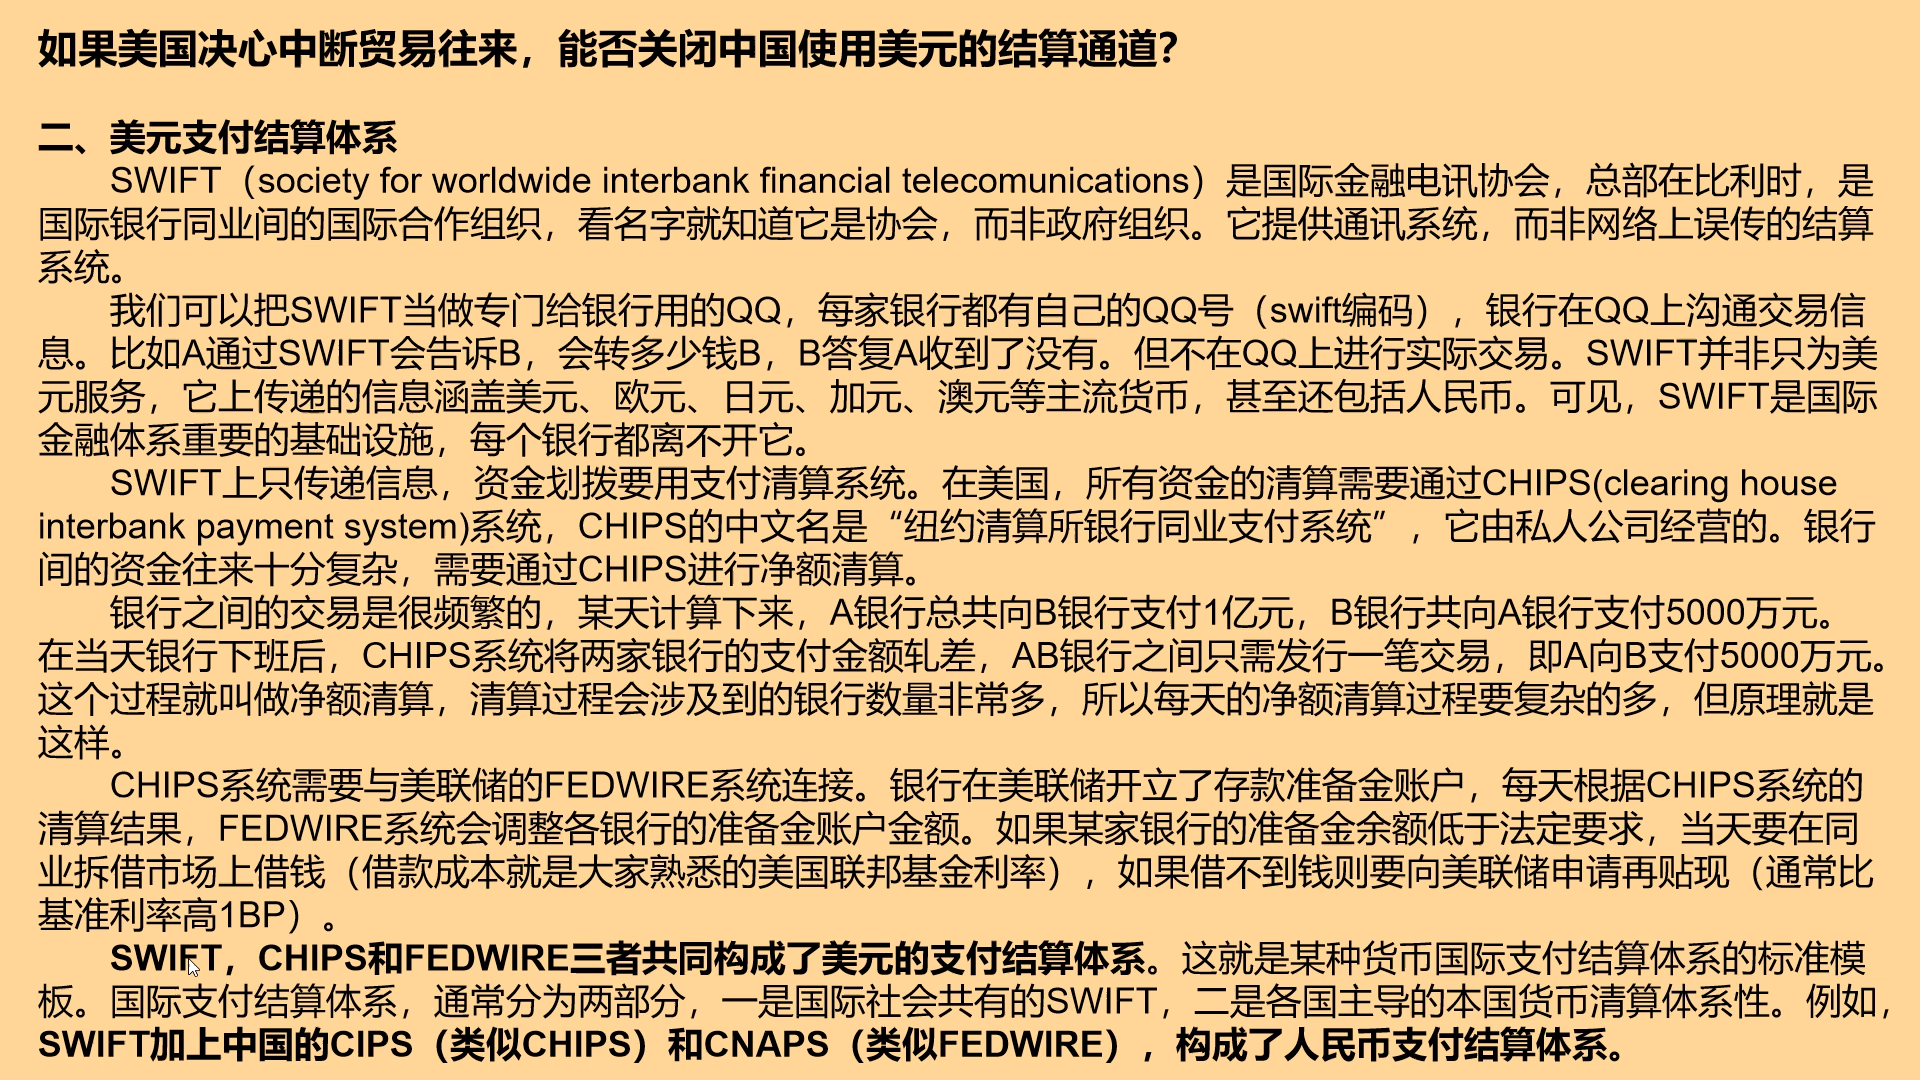 如果美国决心中断贸易往来，能否关闭中国使用美元的结算通道？
二、美元支付结算体系
SWIFT（society for worldwide interbank financial telecomunications）是国际金融电讯协会，总部在比利时，是
国际银行同业间的国际合作组织，看名字就知道它是协会，而非政府组织。它提供通讯系统，而非网络上误传的结算
系统。
我们可以把SWIFT当做专门给银行用的QQ，每家银行都有自己的QQ号（swift编码），银行在QQ上沟通交易信
息。比如A通过SWIFT会告诉B，会转多少钱B，B答复A收到了没有。但不在QQ上进行实际交易。SWIFT并非只为美
元服务，它上传递的信息涵盖美元、欧元、日元、加元、澳元等主流货币，甚至还包括人民币。可见，SWIFT是国际
金融体系重要的基础设施，每个银行都离不开它。
SWIFT上只传递信息，资金划拨要用支付清算系统。在美国，所有资金的清算需要通过CHIPS(clearing house
interbank payment system)系统，CHIPS的中文名是“纽约清算所银行同业支付系统”，它由私人公司经营的。银行
间的资金往来十分复杂，需要通过CHIPS进行净额清算。
银行之间的交易是很频繁的，某天计算下来，A银行总共向B银行支付1亿元，B银行共向A银行支付5000万元。
在当天银行下班后，CHIPS系统将两家银行的支付金额轧差，AB银行之间只需发行一笔交易，即A向B支付5000万元。
这个过程就叫做净额清算，清算过程会涉及到的银行数量非常多，所以每天的净额清算过程要复杂的多，但原理就是
这样。
CHIPS系统需要与美联储的FEDWIRE系统连接。银行在美联储开立了存款准备金账户，每天根据CHIPS系统的
清算结果，FEDWIRE系统会调整各银行的准备金账户金额。如果某家银行的准备金余额低于法定要求，当天要在同
业拆借市场上借钱（借款成本就是大家熟悉的美国联邦基金利率），如果借不到钱则要向美联储申请再贴现（通常比
基准利率高1BP）。
SWIFT，CHIPS和FEDWIRE三者共同构成了美元的支付结算体系。这就是某种货币国际支付结算体系的标准模
板。国际支付结算体系，通常分为两部分，一是国际社会共有的SWIFT，二是各国主导的本国货币清算体系性。例如，
SWIFT加上中国的CIPS（类似CHIPS）和CNAPS（类似FEDWIRE），构成了人民币支付结算体系。